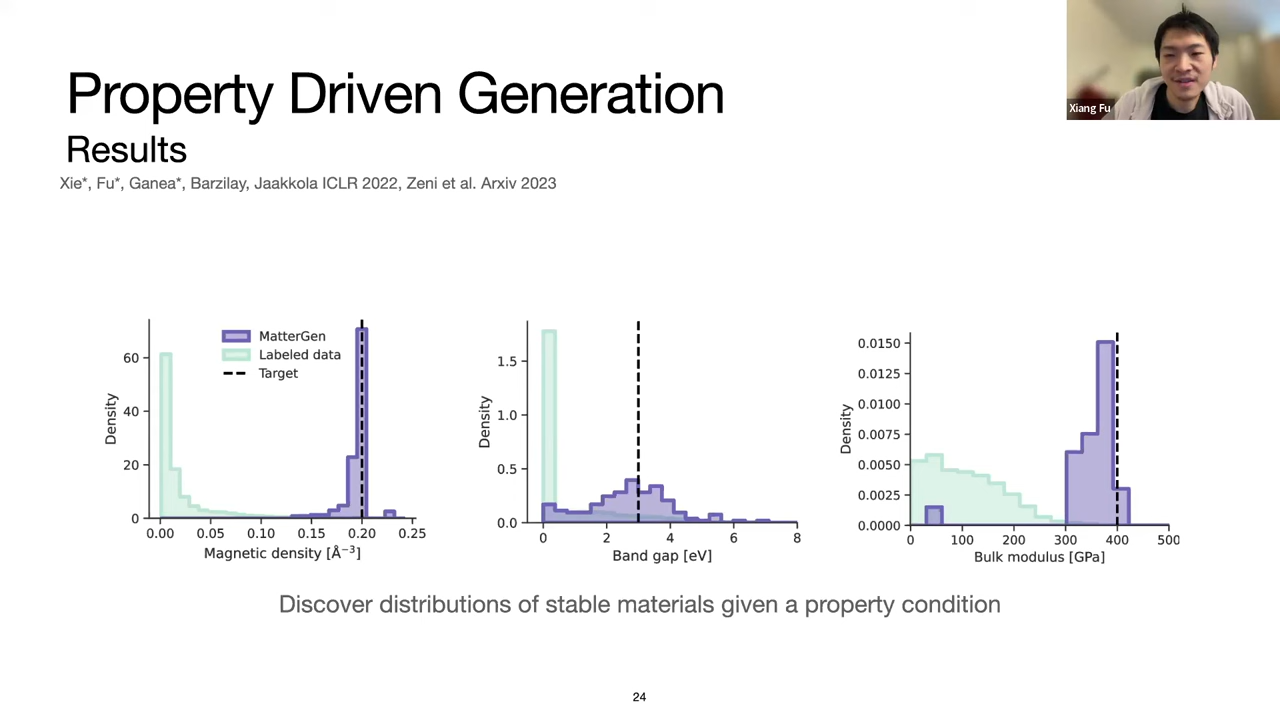 Property Driven Generation
Results
Xie*, Fu*, Ganea*, Barzilay, Jaakkola ICLR 2022, Zeni et al. Arxiv 2023
Xiang Fu
MatterGen
Labeled data
Target
60
40
20
0
Density
0.00 0.05 0.10 0.15 0.20 0.25
Magnetic density [Å⁻³]
1.5
1.0
0.5
0.0
Density
0 2 4 6 8
Band gap [eV]
0.0150
0.0125
0.0100
0.0075
0.0050
0.0025
0.0000
Density
0 100 200 300 400 500
Bulk modulus [GPa]
Discover distributions of stable materials given a property condition
24